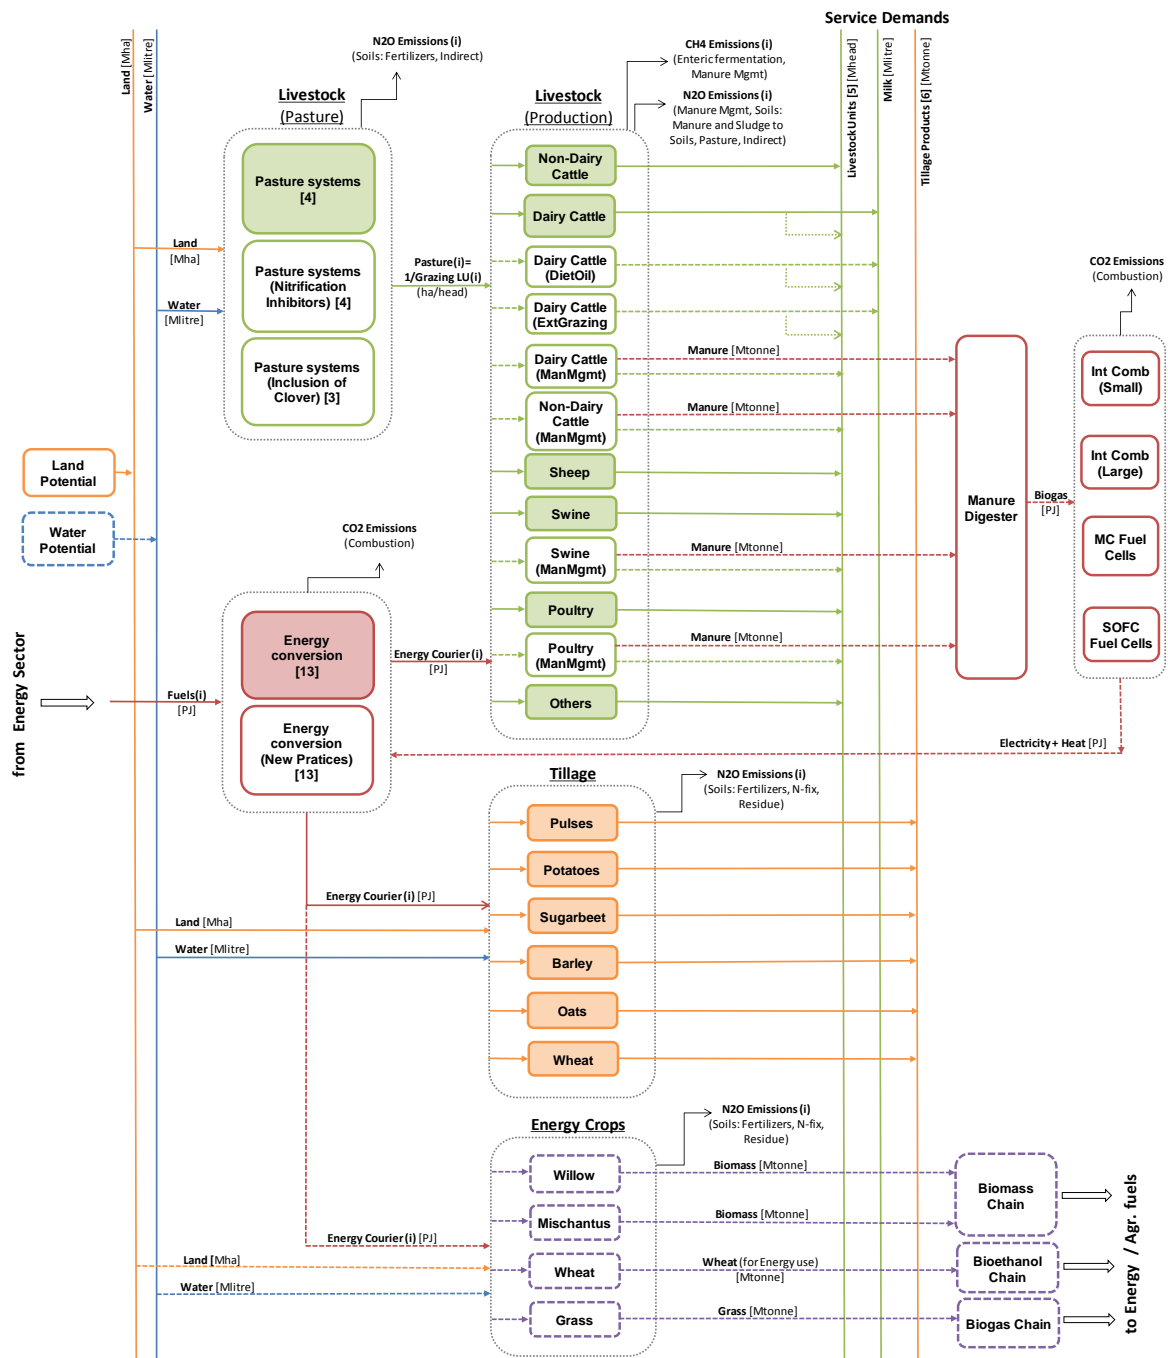 Service Demands
Land [Mha]
Water [Mlitre]
N2O Emissions (i)
(Soils: Fertilizers, Indirect)
CH4 Emissions (i)
(Enteric fermentation,
Manure Mgmt)
N2O Emissions (i)
(Manure Mgmt, Soils:
Manure and Sludge to
Soils, Pasture, Indirect)
LivestockUnits [5] [Mhead]
Milk [Mlitre]
Tillage Products [6] [Mtonne]
Livestock
(Pasture)
Pasture systems
[4]
Pasture systems
(Nitrification
Inhibitors) [4]
Pasture systems
(Inclusion of
Clover) [3]
Land
[Mha]
Water
[Mlitre]
Pasture(i)=
1/Grazing LU(i)
(ha/head)
Livestock
(Production)
Non-Dairy
Cattle
Dairy Cattle
Dairy Cattle
(DietOil)
Dairy Cattle
(ExtGrazing
Dairy Cattle
(ManMgmt)
Non-Dairy
Cattle
(ManMgmt)
Sheep
Swine
Swine
(ManMgmt)
Poultry
Poultry
(ManMgmt)
Others
Manure [Mtonne]
Manure [Mtonne]
Manure [Mtonne]
Manure [Mtonne]
Manure
Digester
Biogas
[PJ]
CO2 Emissions
(Combustion)
Int Comb
(Small)
Int Comb
(Large)
MC Fuel
Cells
SOFC
Fuel Cells
Electricity + Heat [PJ]
Land
Potential
Water
Potential
CO2 Emissions
(Combustion)
from Energy Sector
Fuels(i)
[PJ]
Energy
conversion
[13]
Energy
conversion
(New Pratices)
[13]
Energy Courier (i)
[PJ]
Tillage
N2O Emissions (i)
(Soils: Fertilizers, N-fix,
Residue)
Pulses
Potatoes
Sugarbeet
Barley
Oats
Wheat
Energy Courier (i) [PJ]
Land [Mha]
Water [Mlitre]
Energy Crops
N2O Emissions (i)
(Soils: Fertilizers, N-fix,
Residue)
Willow
Mischantus
Wheat
Grass
Energy Courier (i) [PJ]
Land [Mha]
Water [Mlitre]
Biomass [Mtonne]
Biomass [Mtonne]
Wheat (for Energy use)
[Mtonne]
Grass [Mtonne]
Biomass
Chain
Bioethanol
Chain
Biogas Chain
to Energy / Agr. fuels